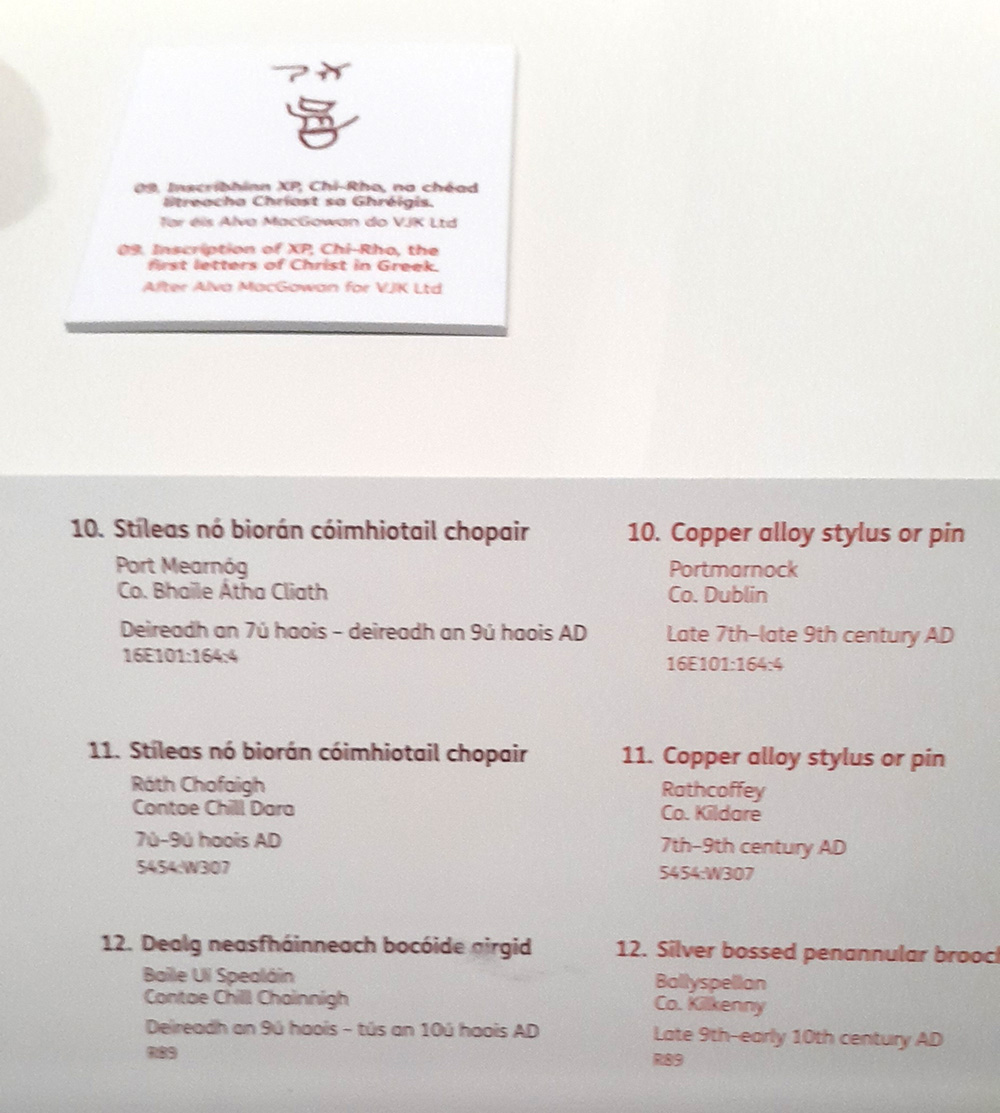 09. Inscríbhinn XP, Chi-Rho, na chéad
litreacha Chríost sa Ghréigis.
Tar éis Alva MacGowan do VJK Ltd
09. Inscription of XP, Chi-Rho, the
first letters of Christ in Greek.
After Alva MacGowan for VJK Ltd
10. Stíleas nó biorán cóimhiotail chopair
Port Mearnóg
Co. Bhaile Átha Cliath
Deireadh an 7ú haois – deireadh an 9ú haois AD
16E101:164:4
11. Stíleas nó biorán cóimhiotail chopair
Ráth Chofaigh
Contae Chill Dara
7ú–9ú haois AD
5454:W307
12. Dealg neasfháinneach bocóide airgid
Baile Uí Spealáin
Contae Chill Chainnigh
Deireadh an 9ú haois – tús an 10ú haois AD
R89
10. Copper alloy stylus or pin
Portmarnock
Co. Dublin
Late 7th–late 9th century AD
16E101:164:4
11. Copper alloy stylus or pin
Rathcoffey
Co. Kildare
7th–9th century AD
5454:W307
12. Silver bossed penannular brooc
Ballyspellan
Co. Kilkenny
Late 9th–early 10th century AD
R89